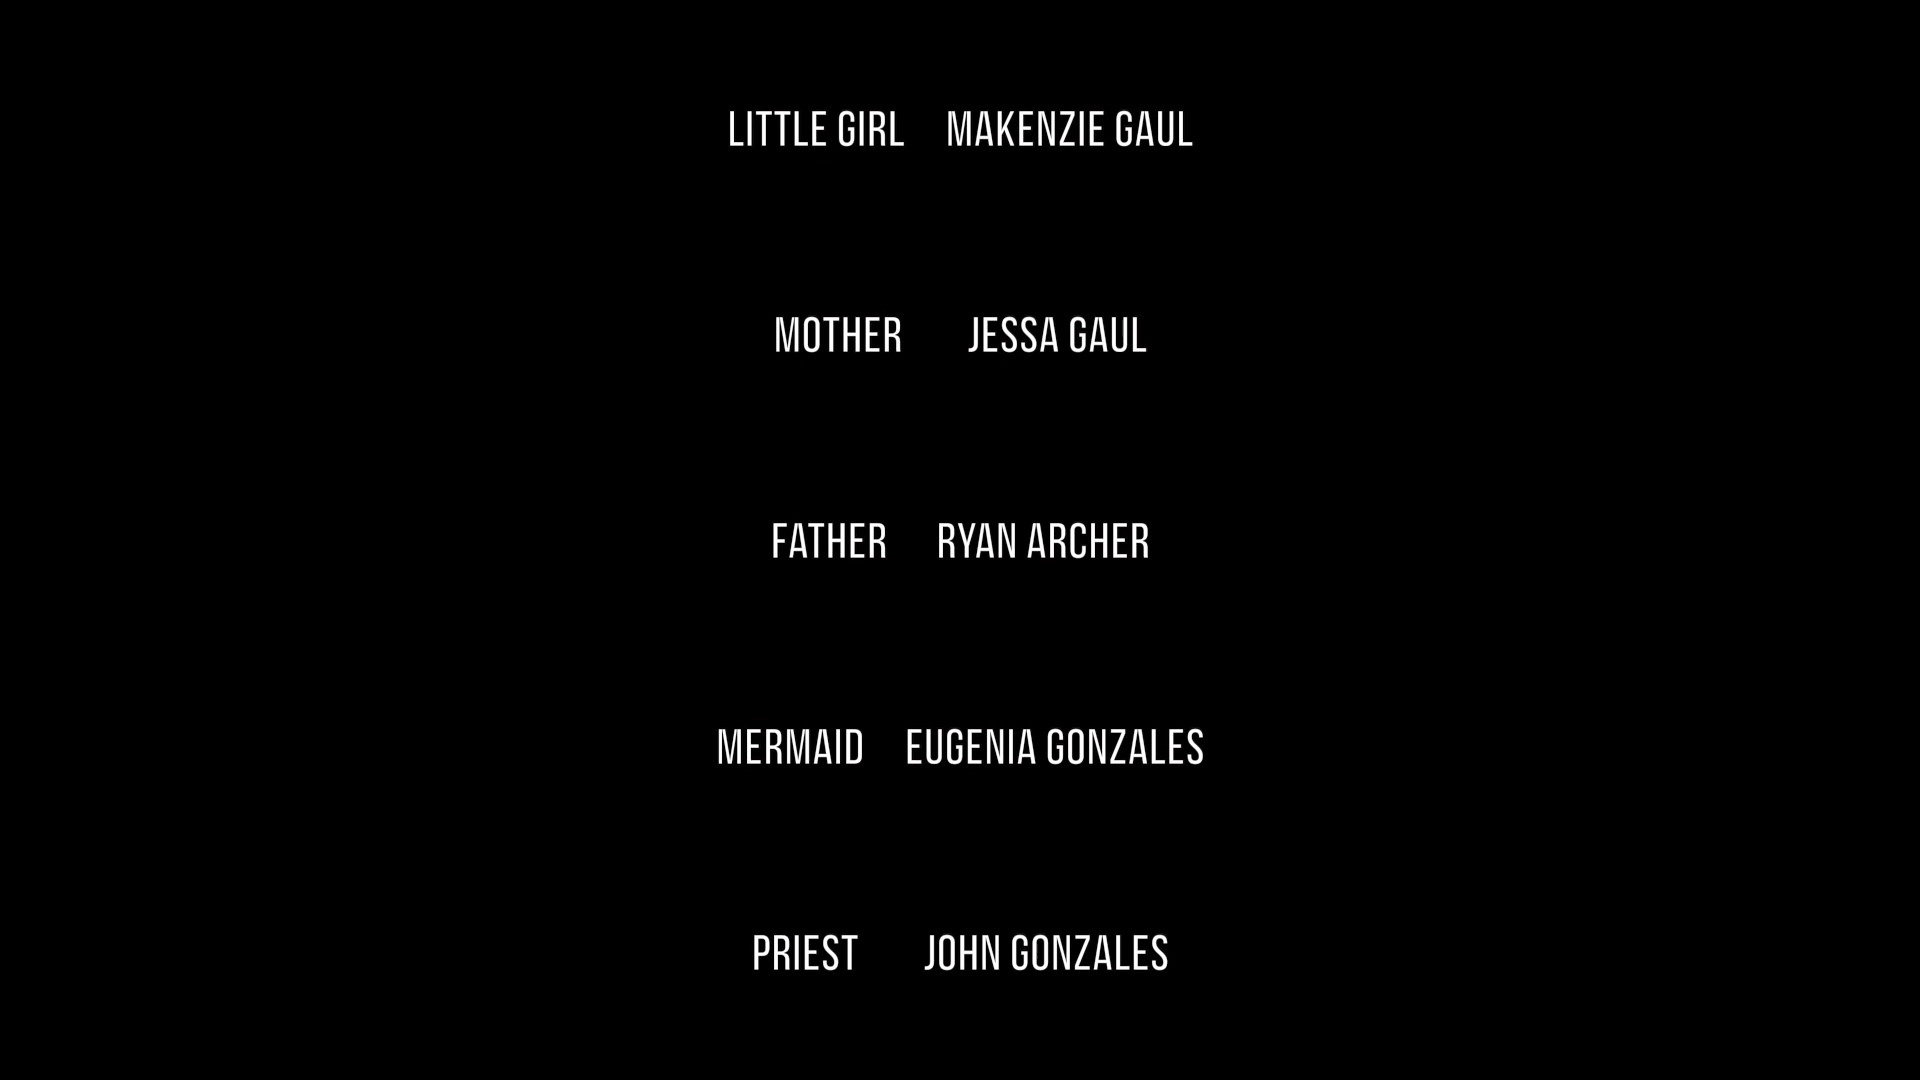 LITTLE GIRL MAKENZIE GAUL
MOTHER JESSA GAUL
FATHER RYAN ARCHER
MERMAID EUGENIA GONZALES
PRIEST JOHN GONZALES